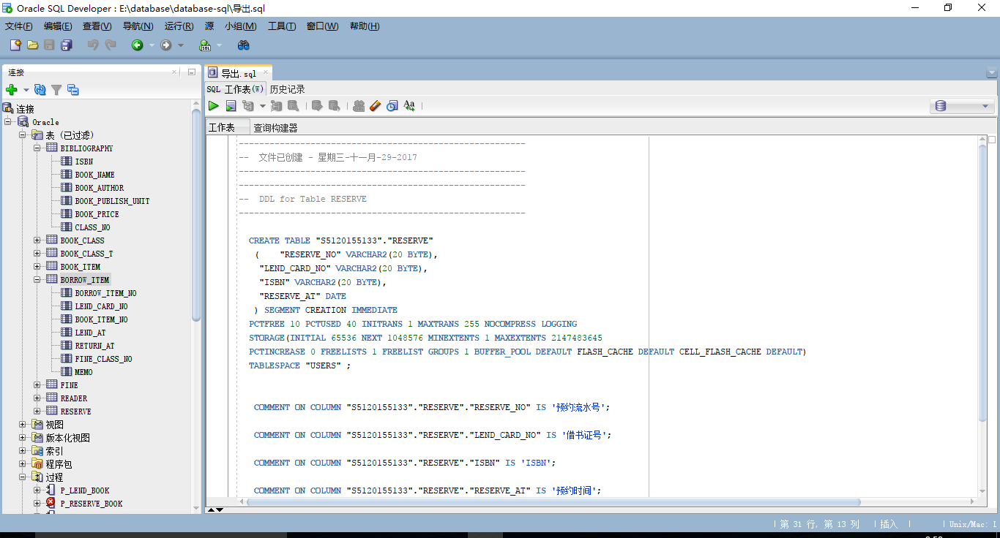 Oracle SQL Developer : E:\database\database-sql\导出.sql
文件(F) 编辑(E) 查看(V) 导航(N) 运行(R) 源 小组(M) 工具(T) 窗口(W) 帮助(H)
连接
连接
Oracle
表 (已过滤)
BIBLIOGRAPHY
ISBN
BOOK_NAME
BOOK_AUTHOR
BOOK_PUBLISH_UNIT
BOOK_PRICE
CLASS_NO
BOOK_CLASS
BOOK_CLASS_T
BOOK_ITEM
BORROW_ITEM
BORROW_ITEM_NO
LEND_CARD_NO
BOOK_ITEM_NO
LEND_AT
RETURN_AT
FINE_CLASS_NO
MEMO
FINE
READER
RESERVE
视图
版本化视图
索引
程序包
过程
P_LEND_BOOK
P_RESERVE_BOOK
导出.sql
SQL 工作表(W) 历史记录
Aa
工作表 查询构建器
--------------------------------------------------------
-- 文件已创建 - 星期三-十一月-29-2017
--------------------------------------------------------
--------------------------------------------------------
-- DDL for Table RESERVE
--------------------------------------------------------
CREATE TABLE "S5120155133"."RESERVE"
( "RESERVE_NO" VARCHAR2(20 BYTE),
"LEND_CARD_NO" VARCHAR2(20 BYTE),
"ISBN" VARCHAR2(20 BYTE),
"RESERVE_AT" DATE
) SEGMENT CREATION IMMEDIATE
PCTFREE 10 PCTUSED 40 INITRANS 1 MAXTRANS 255 NOCOMPRESS LOGGING
STORAGE(INITIAL 65536 NEXT 1048576 MINEXTENTS 1 MAXEXTENTS 2147483645
PCTINCREASE 0 FREELISTS 1 FREELIST GROUPS 1 BUFFER_POOL DEFAULT FLASH_CACHE DEFAULT CELL_FLASH_CACHE DEFAULT)
TABLESPACE "USERS" ;
COMMENT ON COLUMN "S5120155133"."RESERVE"."RESERVE_NO" IS '预约流水号';
COMMENT ON COLUMN "S5120155133"."RESERVE"."LEND_CARD_NO" IS '借书证号';
COMMENT ON COLUMN "S5120155133"."RESERVE"."ISBN" IS 'ISBN';
COMMENT ON COLUMN "S5120155133"."RESERVE"."RESERVE_AT" IS '预约时间';
第 31 行, 第 13 列 插入 Unix/Mac: I